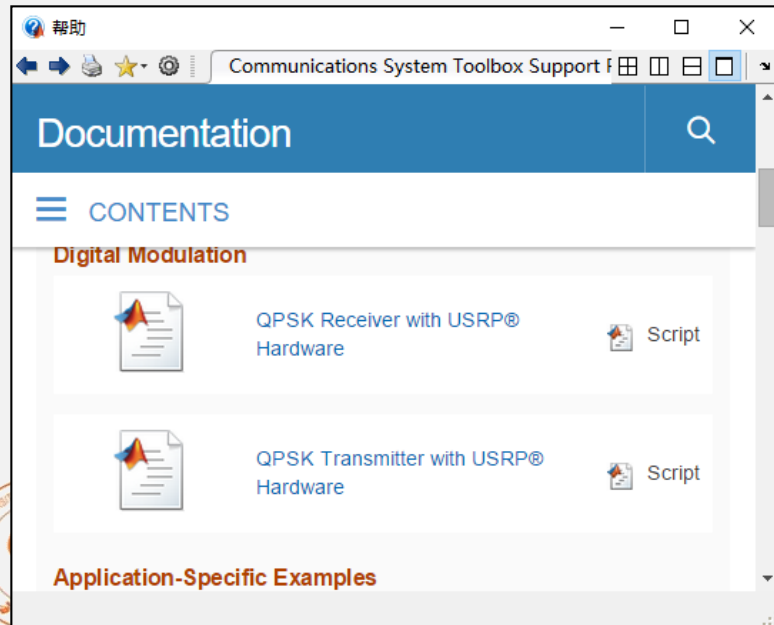 帮助
Communications System Toolbox Support
Documentation
CONTENTS
Digital Modulation
QPSK Receiver with USRP®
Hardware
Script
QPSK Transmitter with USRP®
Hardware
Script
Application-Specific Examples